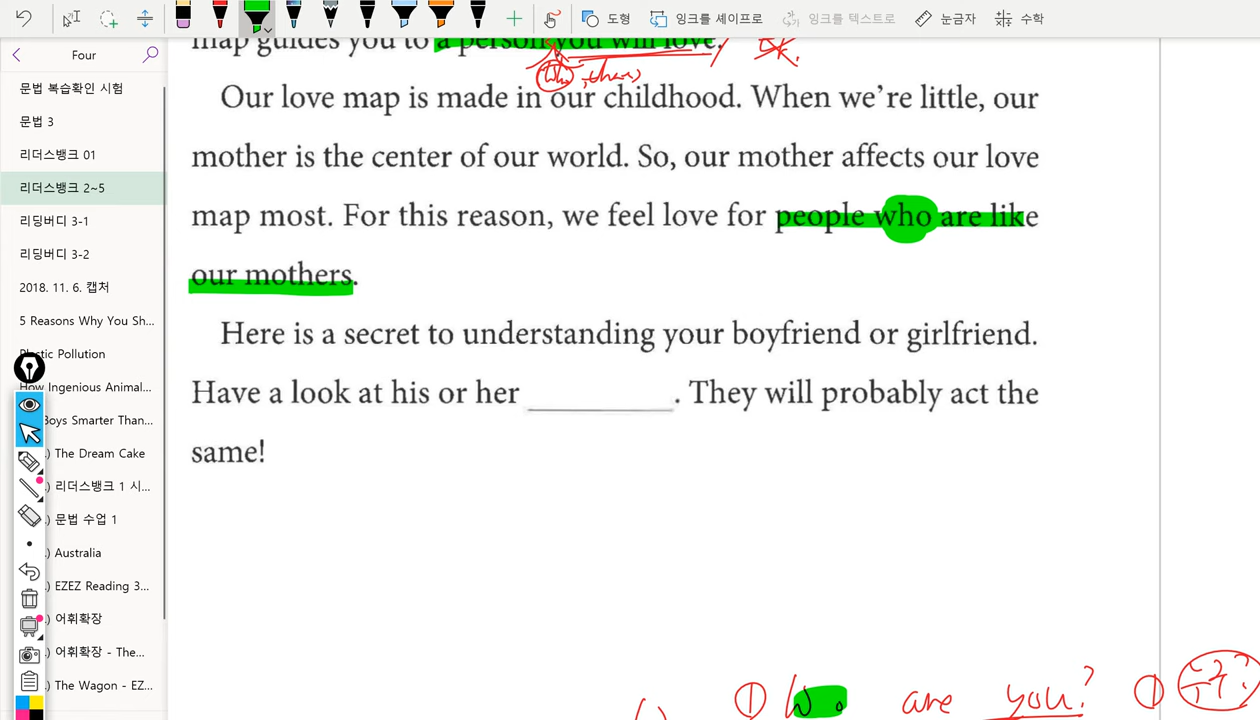 도형
잉크를 셰이프로
잉크를 텍스트로
눈금자
수학
Four
문법 복습확인 시험
문법 3
리더스뱅크 01
리더스뱅크 2~5
리딩버디 3-1
리딩버디 3-2
2018. 11. 6. 캡처
5 Reasons Why You Sh...
Plastic Pollution
How Ingenious Animal...
Boys Smarter Than...
.) The Dream Cake
.) 리더스뱅크 1 시...
.) 문법 수업 1
.) Australia
.) EZEZ Reading 3...
.) 어휘확장
.) 어휘확장 - The...
.) The Wagon - EZ...
map guides you to a person you will love.
Our love map is made in our childhood. When we're little, our
mother is the center of our world. So, our mother affects our love
map most. For this reason, we feel love for people who are like
our mothers.
Here is a secret to understanding your boyfriend or girlfriend.
Have a look at his or her ________. They will probably act the
same!
① Who are you? ①